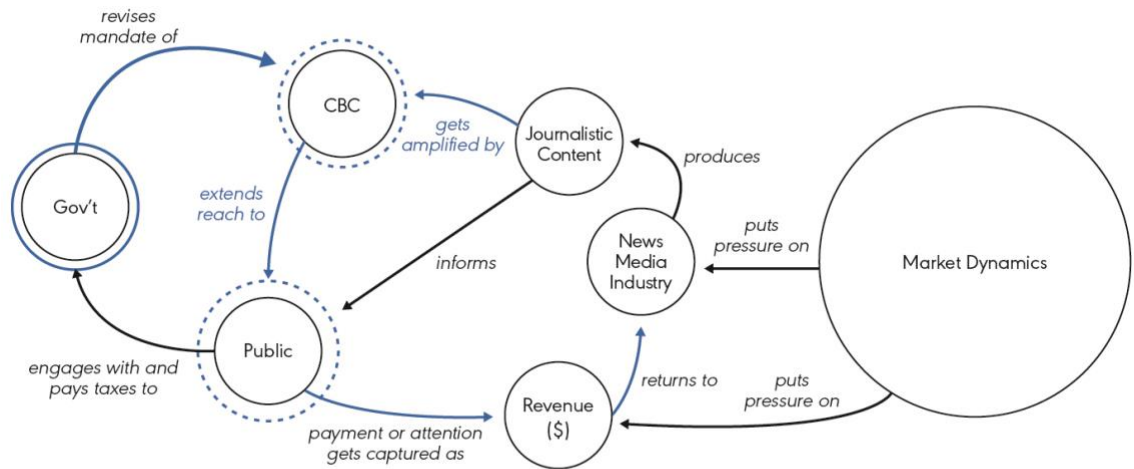 revises
mandate of
CBC
gets
amplified by
Journalistic
Content
produces
Gov't
extends
reach to
informs
News
Media
Industry
puts
pressure on
Market Dynamics
Public
engages with and
pays taxes to
payment or attention
gets captured as
Revenue
($)
returns to
puts
pressure on